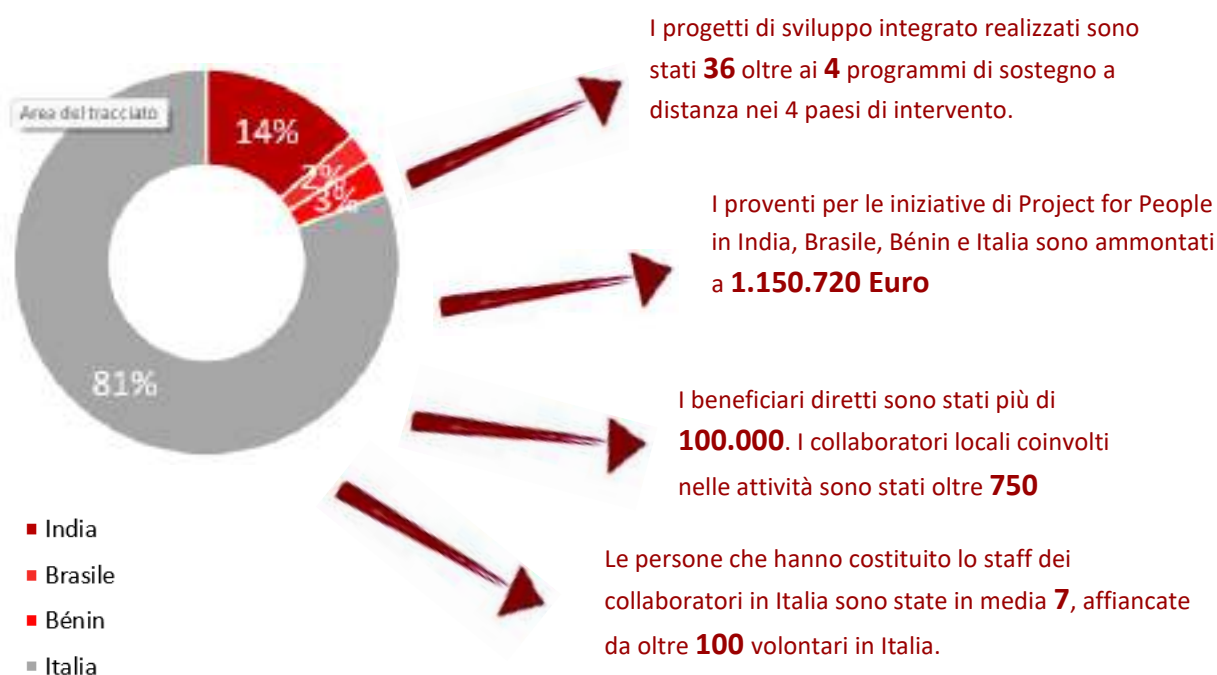 I progetti di sviluppo integrato realizzati sono
stati 36 oltre ai 4 programmi di sostegno a
distanza nei 4 paesi di intervento.
Area del tracciato
14%
2%
3%
81%
I proventi per le iniziative di Project for People
in India, Brasile, Bénin e Italia sono ammontati
a 1.150.720 Euro
I beneficiari diretti sono stati più di
100.000. I collaboratori locali coinvolti
nelle attività sono stati oltre 750
India
Brasile
Bénin
Italia
Le persone che hanno costituito lo staff dei
collaboratori in Italia sono state in media 7, affiancate
da oltre 100 volontari in Italia.